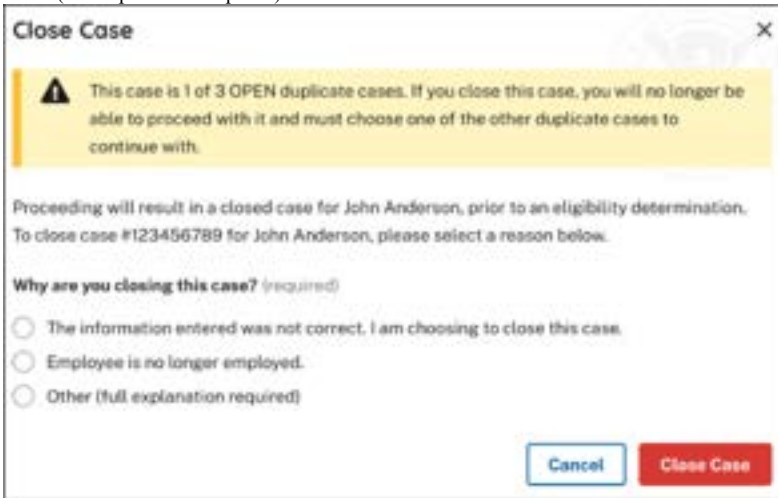 Close Case
This case is 1 of 3 OPEN duplicate cases. If you close this case, you will no longer be
able to proceed with it and must choose one of the other duplicate cases to
continue with.
Proceeding will result in a closed case for John Anderson, prior to an eligibility determination.
To close case #123456789 for John Anderson, please select a reason below.
Why are you closing this case? (required)
The information entered was not correct. I am choosing to close this case.
Employee is no longer employed.
Other (full explanation required)
Cancel Close Case